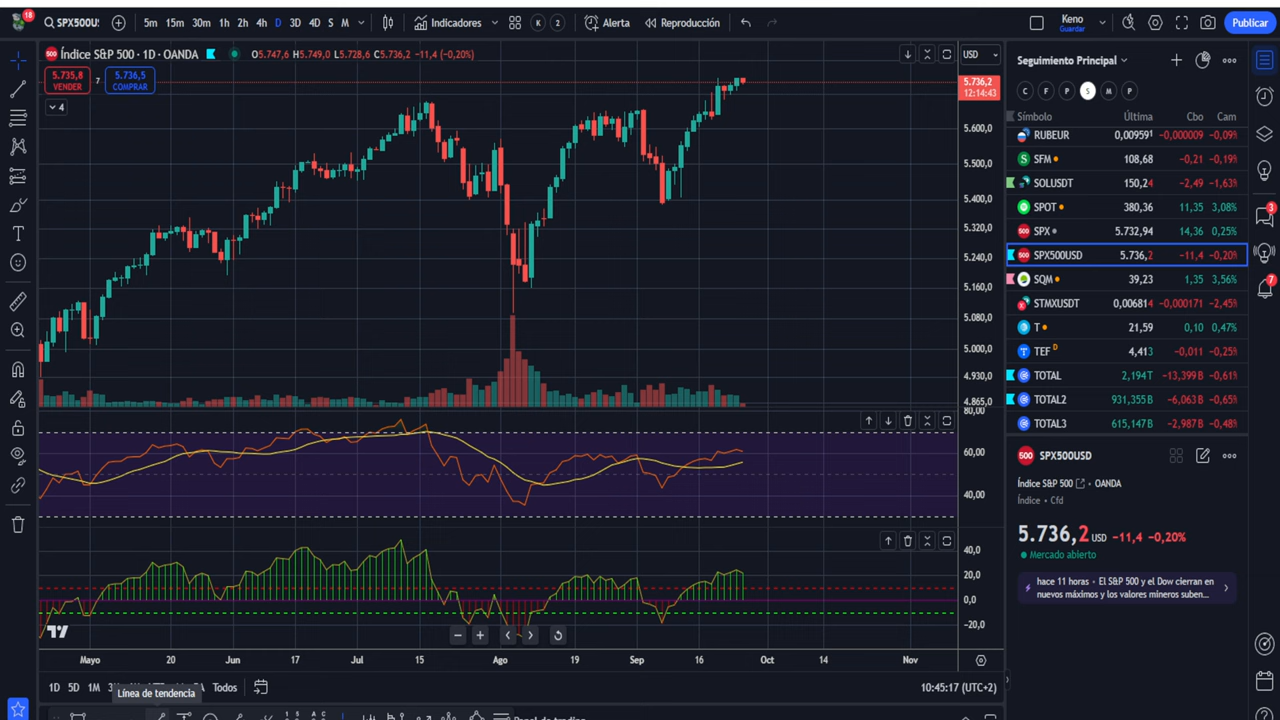 18 SPX500U 5m 15m 30m 1h 2h 4h D 3D 4D S M Indicadores K 2 Alerta Reproducción Keno Guardar Publicar
500 Índice S&P 500 · 1D · OANDA O5.747,6 H5.749,0 L5.728,6 C5.736,2 −11,4 (−0,20%) USD
5.735,8 VENDER 7 5.736,5 COMPRAR
4
5.736,2
12:14:43
5.600,0
5.500,0
5.400,0
5.320,0
5.240,0
5.160,0
5.080,0
5.000,0
4.930,0
4.865,0
80,00
60,00
40,00
40,0
20,0
0,0
−20,0
Mayo 20 Jun 17 Jul 15 Ago 19 Sep 16 Oct 14 Nov
1D 5D 1M Todos 10:45:17 (UTC+2)
Línea de tendencia
Seguimiento Principal
C F P S M P
Símbolo Última Cbo Cam
RUBEUR 0,009591 −0,000009 −0,09%
SFM 108,68 −0,21 −0,19%
SOLUSDT 150,24 −2,49 −1,63%
SPOT 380,36 11,35 3,08%
SPX 5.732,94 14,36 0,25%
SPX500USD 5.736,2 −11,4 −0,20%
SQM 39,23 1,35 3,56%
STMXUSDT 0,006814 −0,000171 −2,45%
T 21,59 0,10 0,47%
TEF D 4,413 −0,011 −0,25%
TOTAL 2,194T −13,399B −0,61%
TOTAL2 931,355B −6,063B −0,65%
TOTAL3 615,147B −2,987B −0,48%
500 SPX500USD
Índice S&P 500 · OANDA
Índice · Cfd
5.736,2 USD −11,4 −0,20%
Mercado abierto
hace 11 horas · El S&P 500 y el Dow cierran en
nuevos máximos y los valores mineros suben...
3
7